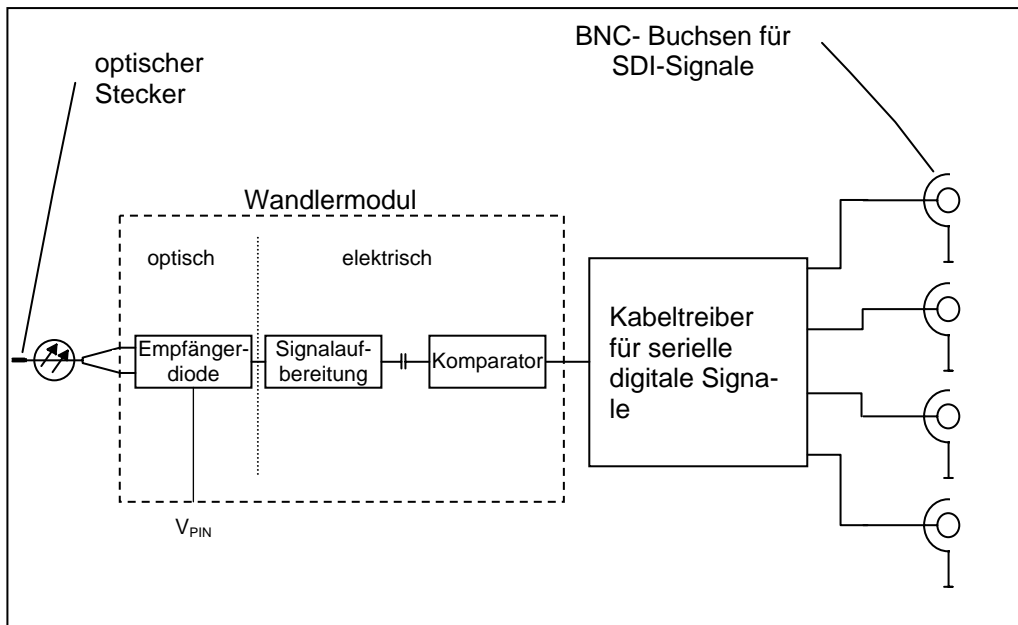 optischer
Stecker
BNC- Buchsen für
SDI-Signale
Wandlermodul
optisch
elektrisch
Empfänger-
diode
Signalauf-
bereitung
Komparator
Kabeltreiber
für serielle
digitale Signa-
le
VPIN